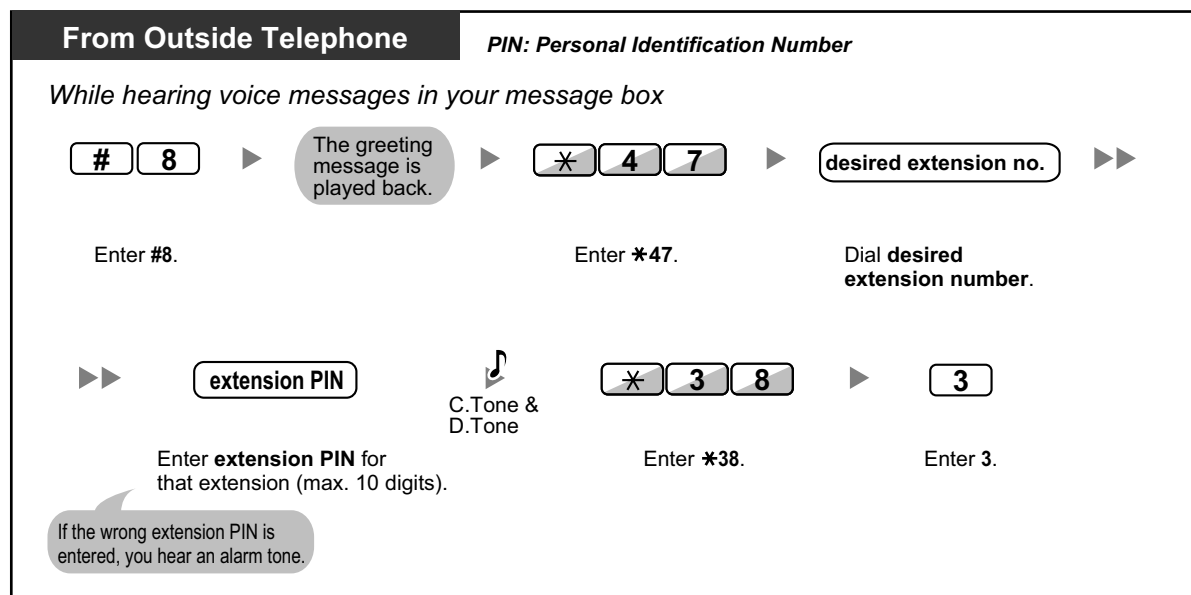 From Outside Telephone
PIN: Personal Identification Number
While hearing voice messages in your message box
# 8
The greeting
message is
played back.
* 4 7
desired extension no.
Enter #8.
Enter *47.
Dial desired
extension number.
extension PIN
C.Tone &
D.Tone
* 3 8
3
Enter extension PIN for
that extension (max. 10 digits).
Enter *38.
Enter 3.
If the wrong extension PIN is
entered, you hear an alarm tone.